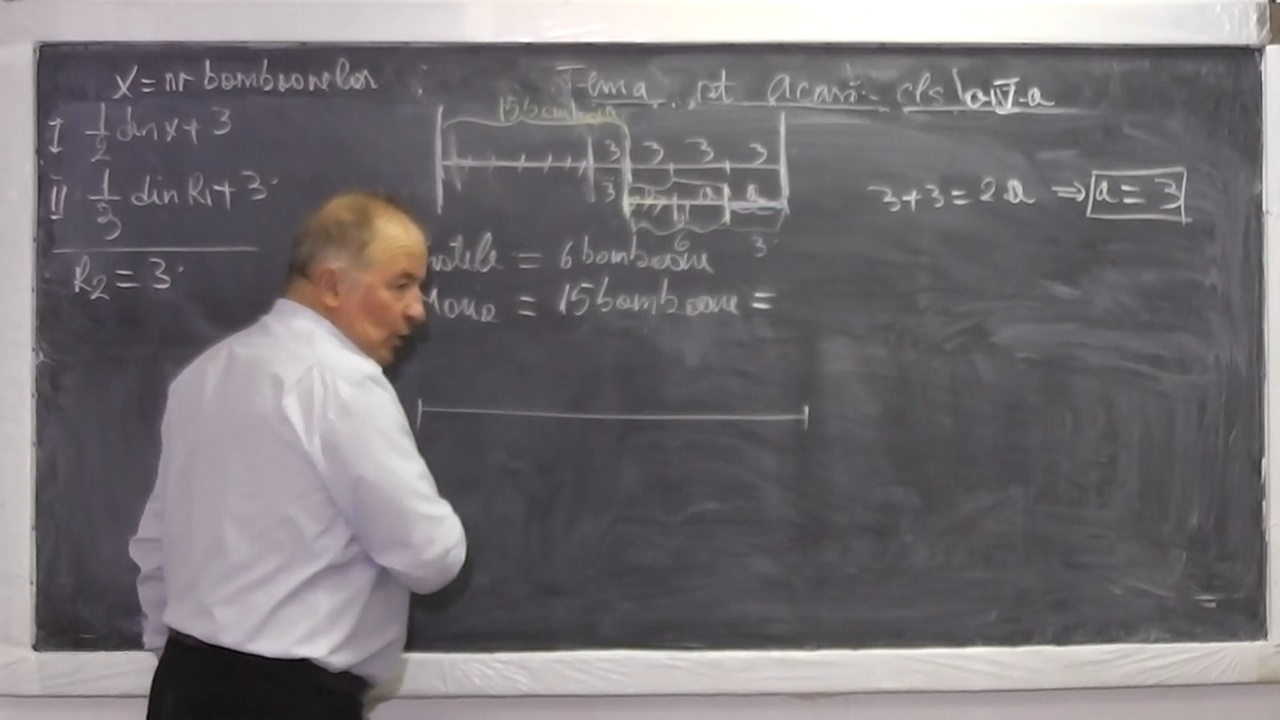 x = nr bomboanelor
Tema pt acasă cls a IV-a
I 1/2 din x + 3
II 1/3 din R1 + 3
R2 = 3
15 bomboane
3 3 3 3
3 a a
6 3
= 6 bomboane
= 15 bomboane =
3 + 3 = 2a ⇒ a = 3